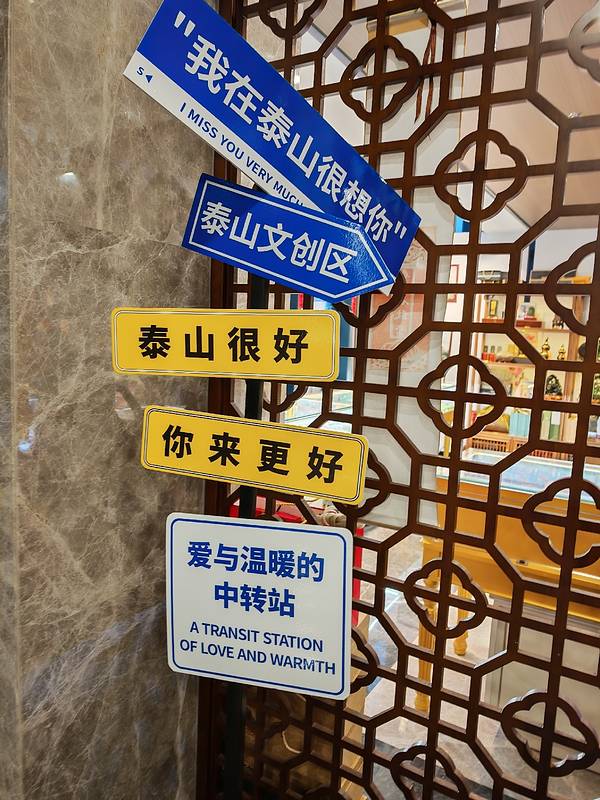 "我在泰山很想你"
S
I MISS YOU VERY MUCH
泰山文创区
泰山很好
你来更好
爱与温暖的
中转站
A TRANSIT STATION
OF LOVE AND WARMTH